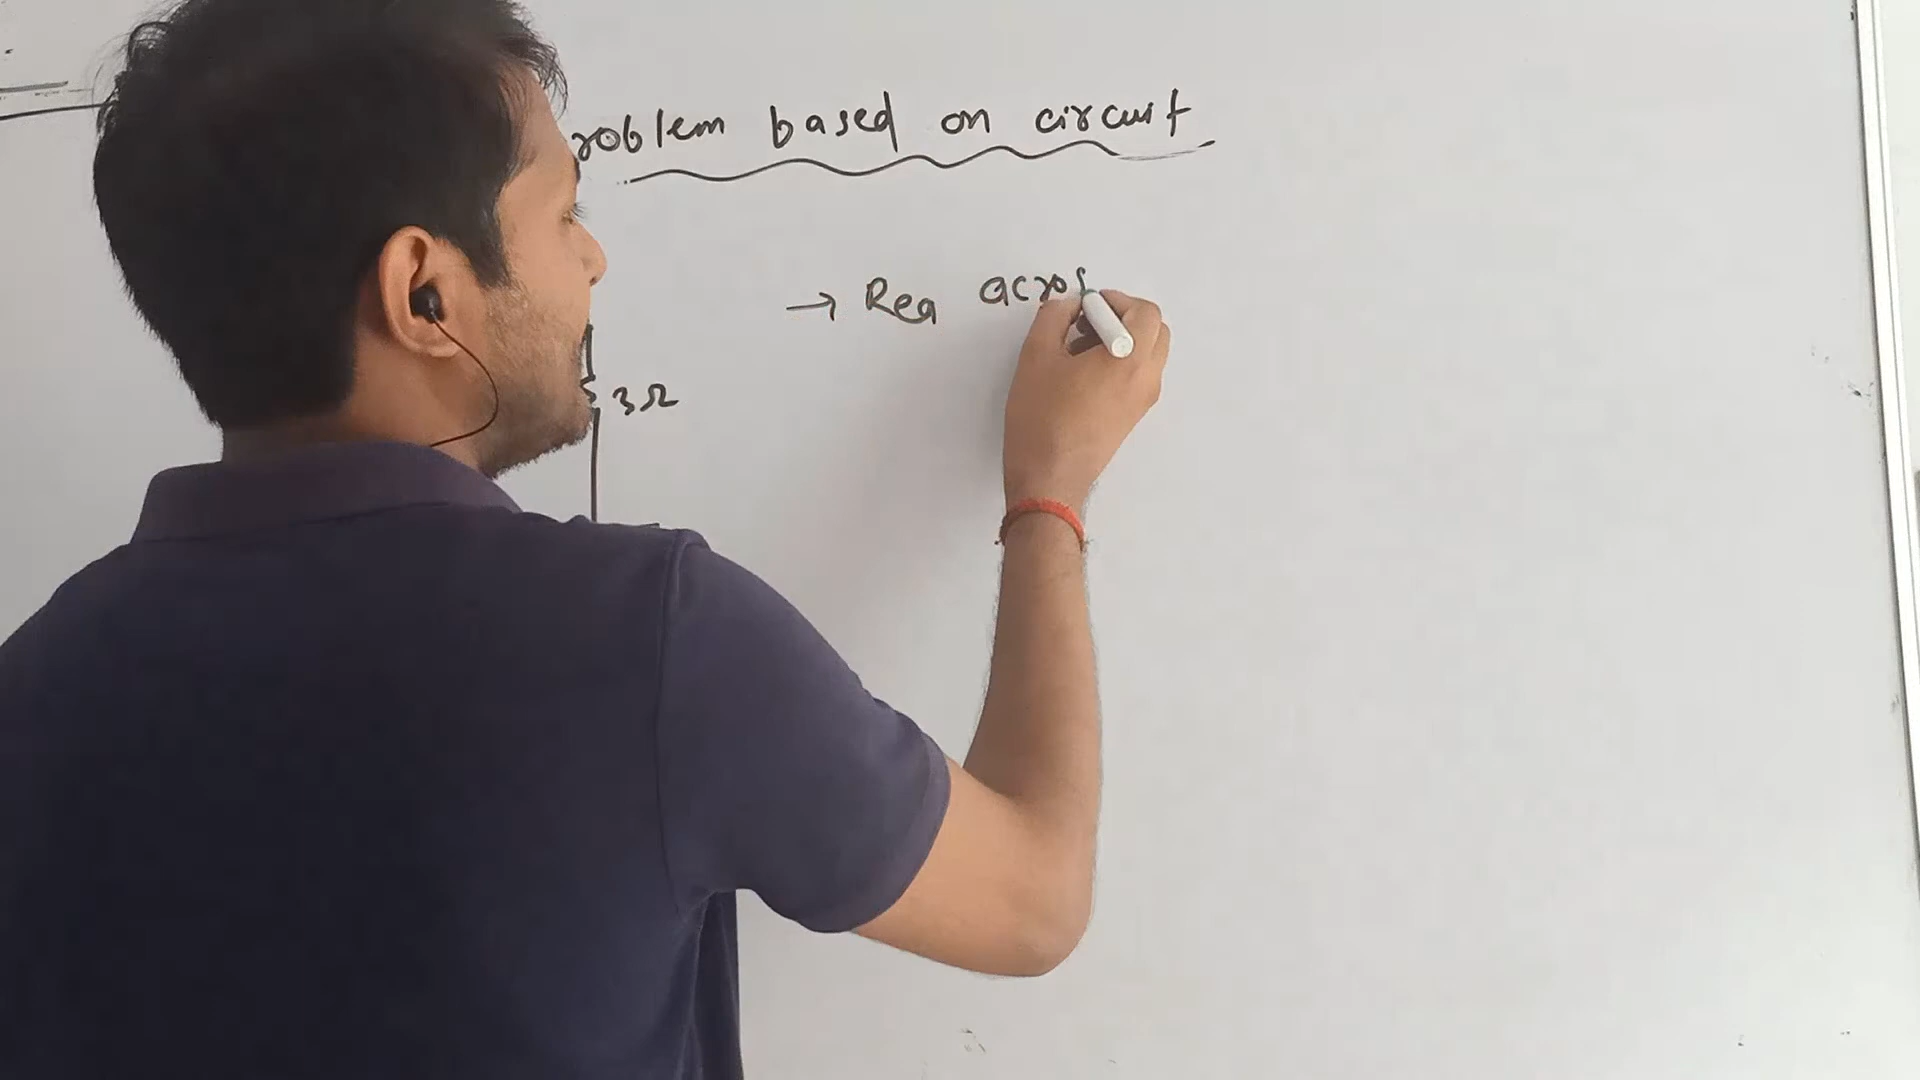 roblem based on circuit
→ Req acros
3Ω